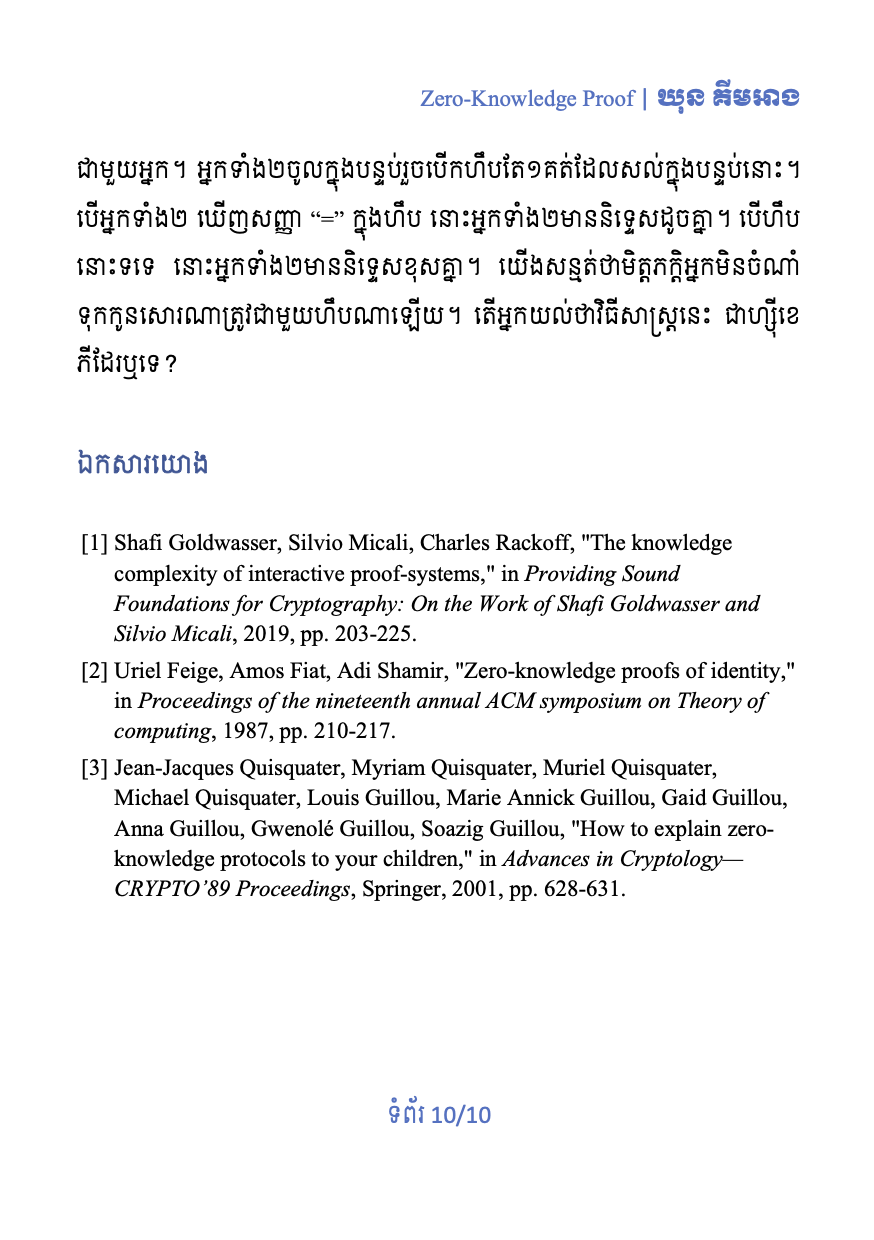 Zero-Knowledge Proof | ឃុន គីមអាង
ជាមួយអ្នក។ អ្នកទាំង២ចូលក្នុងបន្ទប់រួចបើកហឹបតែ១គត់ដែលសល់ក្នុងបន្ទប់នោះ។
បើអ្នកទាំង២ ឃើញសញ្ញា “=” ក្នុងហឹប នោះអ្នកទាំង២មាននិទ្ទេសដូចគ្នា។ បើហឹប
នោះទទេ នោះអ្នកទាំង២មាននិទ្ទេសខុសគ្នា។ យើងសន្មត់ថាមិត្តភក្តិអ្នកមិនចំណាំ
ទុកកូនសោរណាត្រូវជាមួយហឹបណាឡើយ។ តើអ្នកយល់ថាវិធីសាស្ត្រនេះ ជាហ្ស៊ីខេ
ភីដែរឬទេ?
ឯកសារយោង
[1] Shafi Goldwasser, Silvio Micali, Charles Rackoff, "The knowledge
complexity of interactive proof-systems," in Providing Sound
Foundations for Cryptography: On the Work of Shafi Goldwasser and
Silvio Micali, 2019, pp. 203-225.
[2] Uriel Feige, Amos Fiat, Adi Shamir, "Zero-knowledge proofs of identity,"
in Proceedings of the nineteenth annual ACM symposium on Theory of
computing, 1987, pp. 210-217.
[3] Jean-Jacques Quisquater, Myriam Quisquater, Muriel Quisquater,
Michael Quisquater, Louis Guillou, Marie Annick Guillou, Gaid Guillou,
Anna Guillou, Gwenolé Guillou, Soazig Guillou, "How to explain zero-
knowledge protocols to your children," in Advances in Cryptology—
CRYPTO’89 Proceedings, Springer, 2001, pp. 628-631.
ទំព័រ 10/10